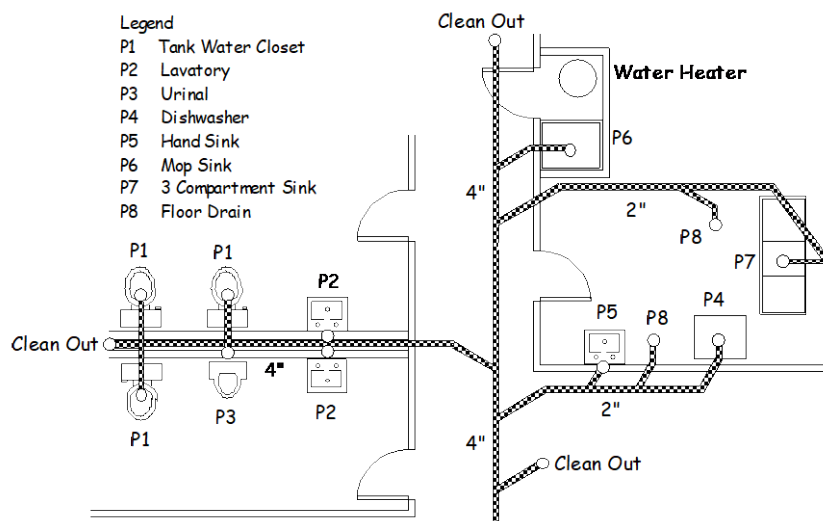 Legend
P1 Tank Water Closet
P2 Lavatory
P3 Urinal
P4 Dishwasher
P5 Hand Sink
P6 Mop Sink
P7 3 Compartment Sink
P8 Floor Drain
Clean Out
Water Heater
P6
4"
2"
P8
P7
P1
P1
P2
P5
P8
P4
Clean Out
4"
P1
P3
P2
2"
4"
Clean Out